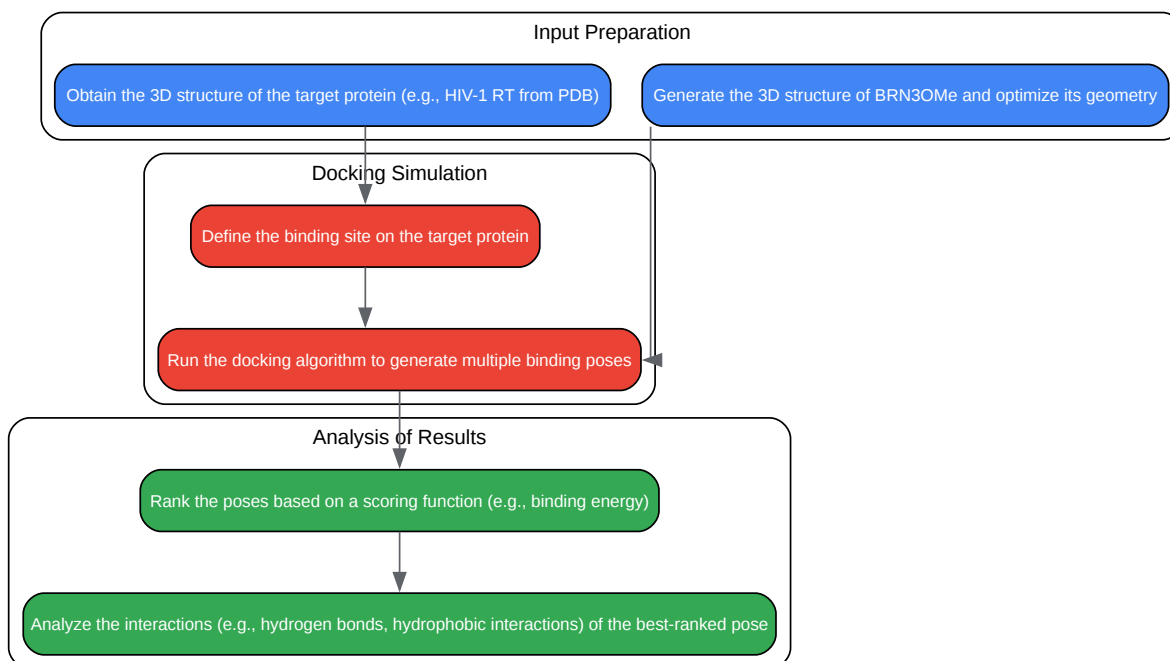 Input Preparation
Obtain the 3D structure of the target protein (e.g., HIV-1 RT from PDB)
Generate the 3D structure of BRN3OMe and optimize its geometry
Docking Simulation
Define the binding site on the target protein
Run the docking algorithm to generate multiple binding poses
Analysis of Results
Rank the poses based on a scoring function (e.g., binding energy)
Analyze the interactions (e.g., hydrogen bonds, hydrophobic interactions) of the best-ranked pose